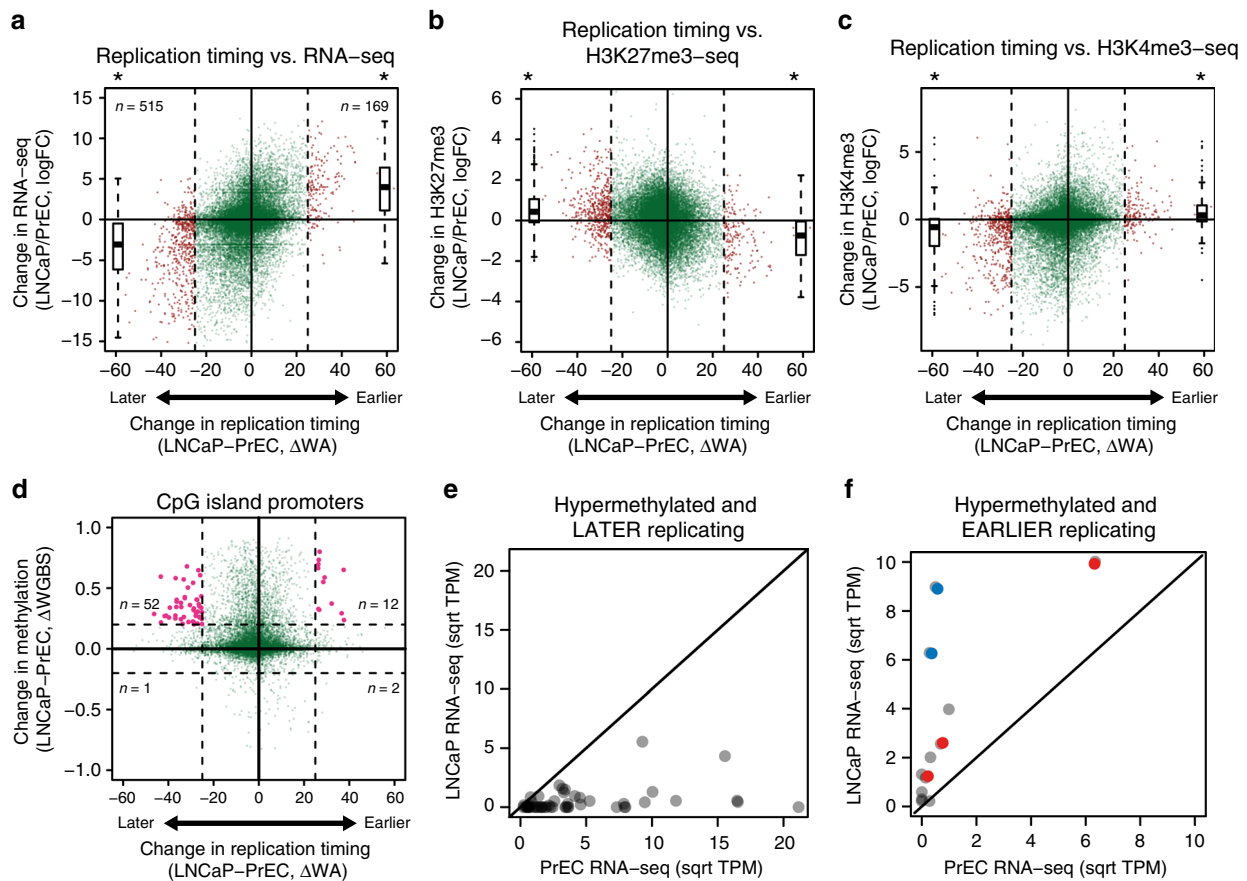 a
Replication timing vs. RNA–seq
*
*
n = 515
n = 169
Change in RNA–seq
(LNCaP/PrEC, logFC)
15
10
5
0
−5
−10
−15
−60
−40
−20
0
20
40
60
Later
Earlier
Change in replication timing
(LNCaP–PrEC, ΔWA)
b
Replication timing vs.
H3K27me3–seq
*
*
Change in H3K27me3
(LNCaP/PrEC, logFC)
6
4
2
0
−2
−4
−6
−60
−40
−20
0
20
40
60
Later
Earlier
Change in replication timing
(LNCaP–PrEC, ΔWA)
c
Replication timing vs. H3K4me3–seq
*
*
Change in H3K4me3
(LNCaP/PrEC, logFC)
5
0
−5
−60
−40
−20
0
20
40
60
Later
Earlier
Change in replication timing
(LNCaP–PrEC, ΔWA)
d
CpG island promoters
Change in methylation
(LNCaP–PrEC, ΔWGBS)
1.0
0.5
0.0
−0.5
−1.0
n = 52
n = 12
n = 1
n = 2
−60
−40
−20
0
20
40
60
Later
Earlier
Change in replication timing
(LNCaP–PrEC, ΔWA)
e
Hypermethylated and
LATER replicating
LNCaP RNA–seq (sqrt TPM)
20
15
10
5
0
0
5
10
15
20
PrEC RNA–seq (sqrt TPM)
f
Hypermethylated and
EARLIER replicating
LNCaP RNA–seq (sqrt TPM)
10
8
6
4
2
0
0
2
4
6
8
10
PrEC RNA–seq (sqrt TPM)